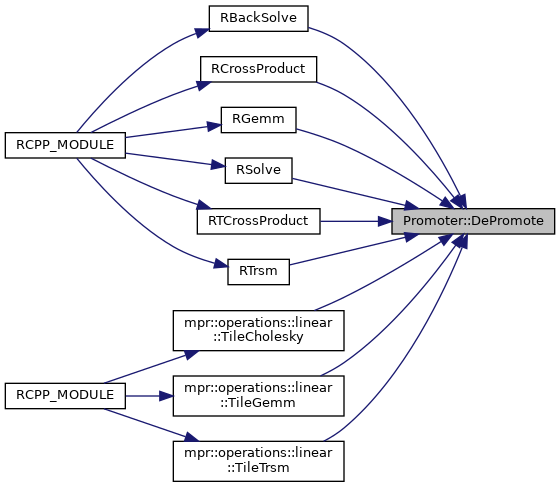 RBackSolve
RCrossProduct
RGemm
RCPP_MODULE
RSolve
RTCrossProduct
Promoter::DePromote
RTrsm
mpr::operations::linear
::TileCholesky
RCPP_MODULE
mpr::operations::linear
::TileGemm
mpr::operations::linear
::TileTrsm